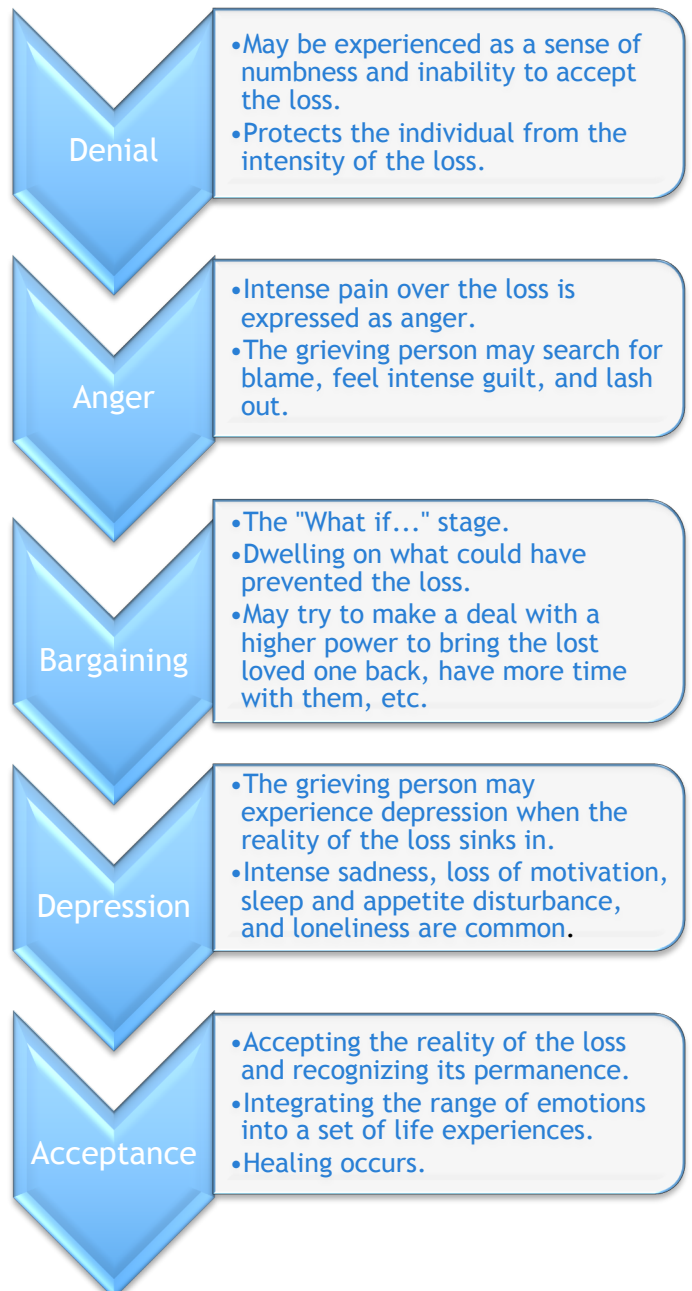 Denial
•May be experienced as a sense of
numbness and inability to accept
the loss.
•Protects the individual from the
intensity of the loss.
Anger
•Intense pain over the loss is
expressed as anger.
•The grieving person may search for
blame, feel intense guilt, and lash
out.
Bargaining
•The "What if..." stage.
•Dwelling on what could have
prevented the loss.
•May try to make a deal with a
higher power to bring the lost
loved one back, have more time
with them, etc.
Depression
•The grieving person may
experience depression when the
reality of the loss sinks in.
•Intense sadness, loss of motivation,
sleep and appetite disturbance,
and loneliness are common.
Acceptance
•Accepting the reality of the loss
and recognizing its permanence.
•Integrating the range of emotions
into a set of life experiences.
•Healing occurs.